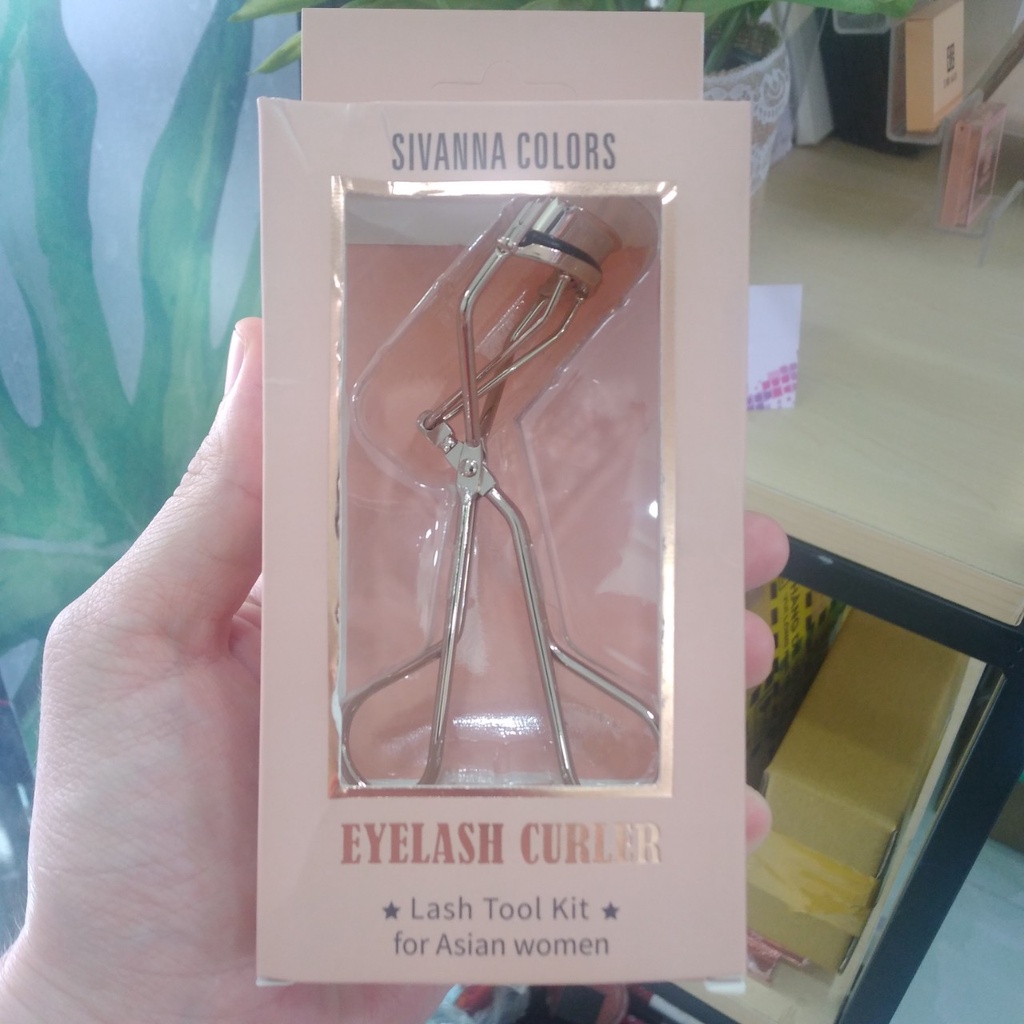 SIVANNA COLORS
EYELASH CURLER
★ Lash Tool Kit ★
for Asian women